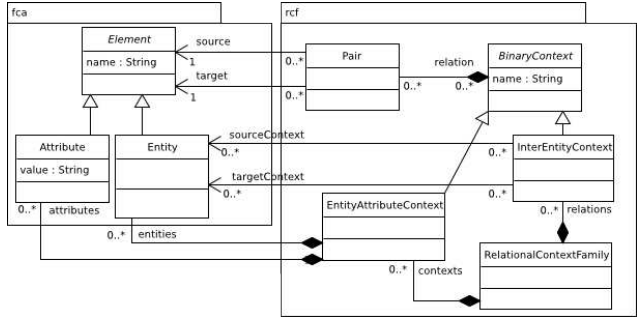 fca
rcf
Element
name : String
source
1
0..*
Pair
relation
BinaryContext
name : String
target
1
0..*
0..*
0..*
Attribute
value : String
Entity
sourceContext
0..*
0..*
InterEntityContext
targetContext
0..*
0..*
0..*
attributes
EntityAttributeContext
0..*
relations
0..*
entities
RelationalContextFamily
0..*
contexts